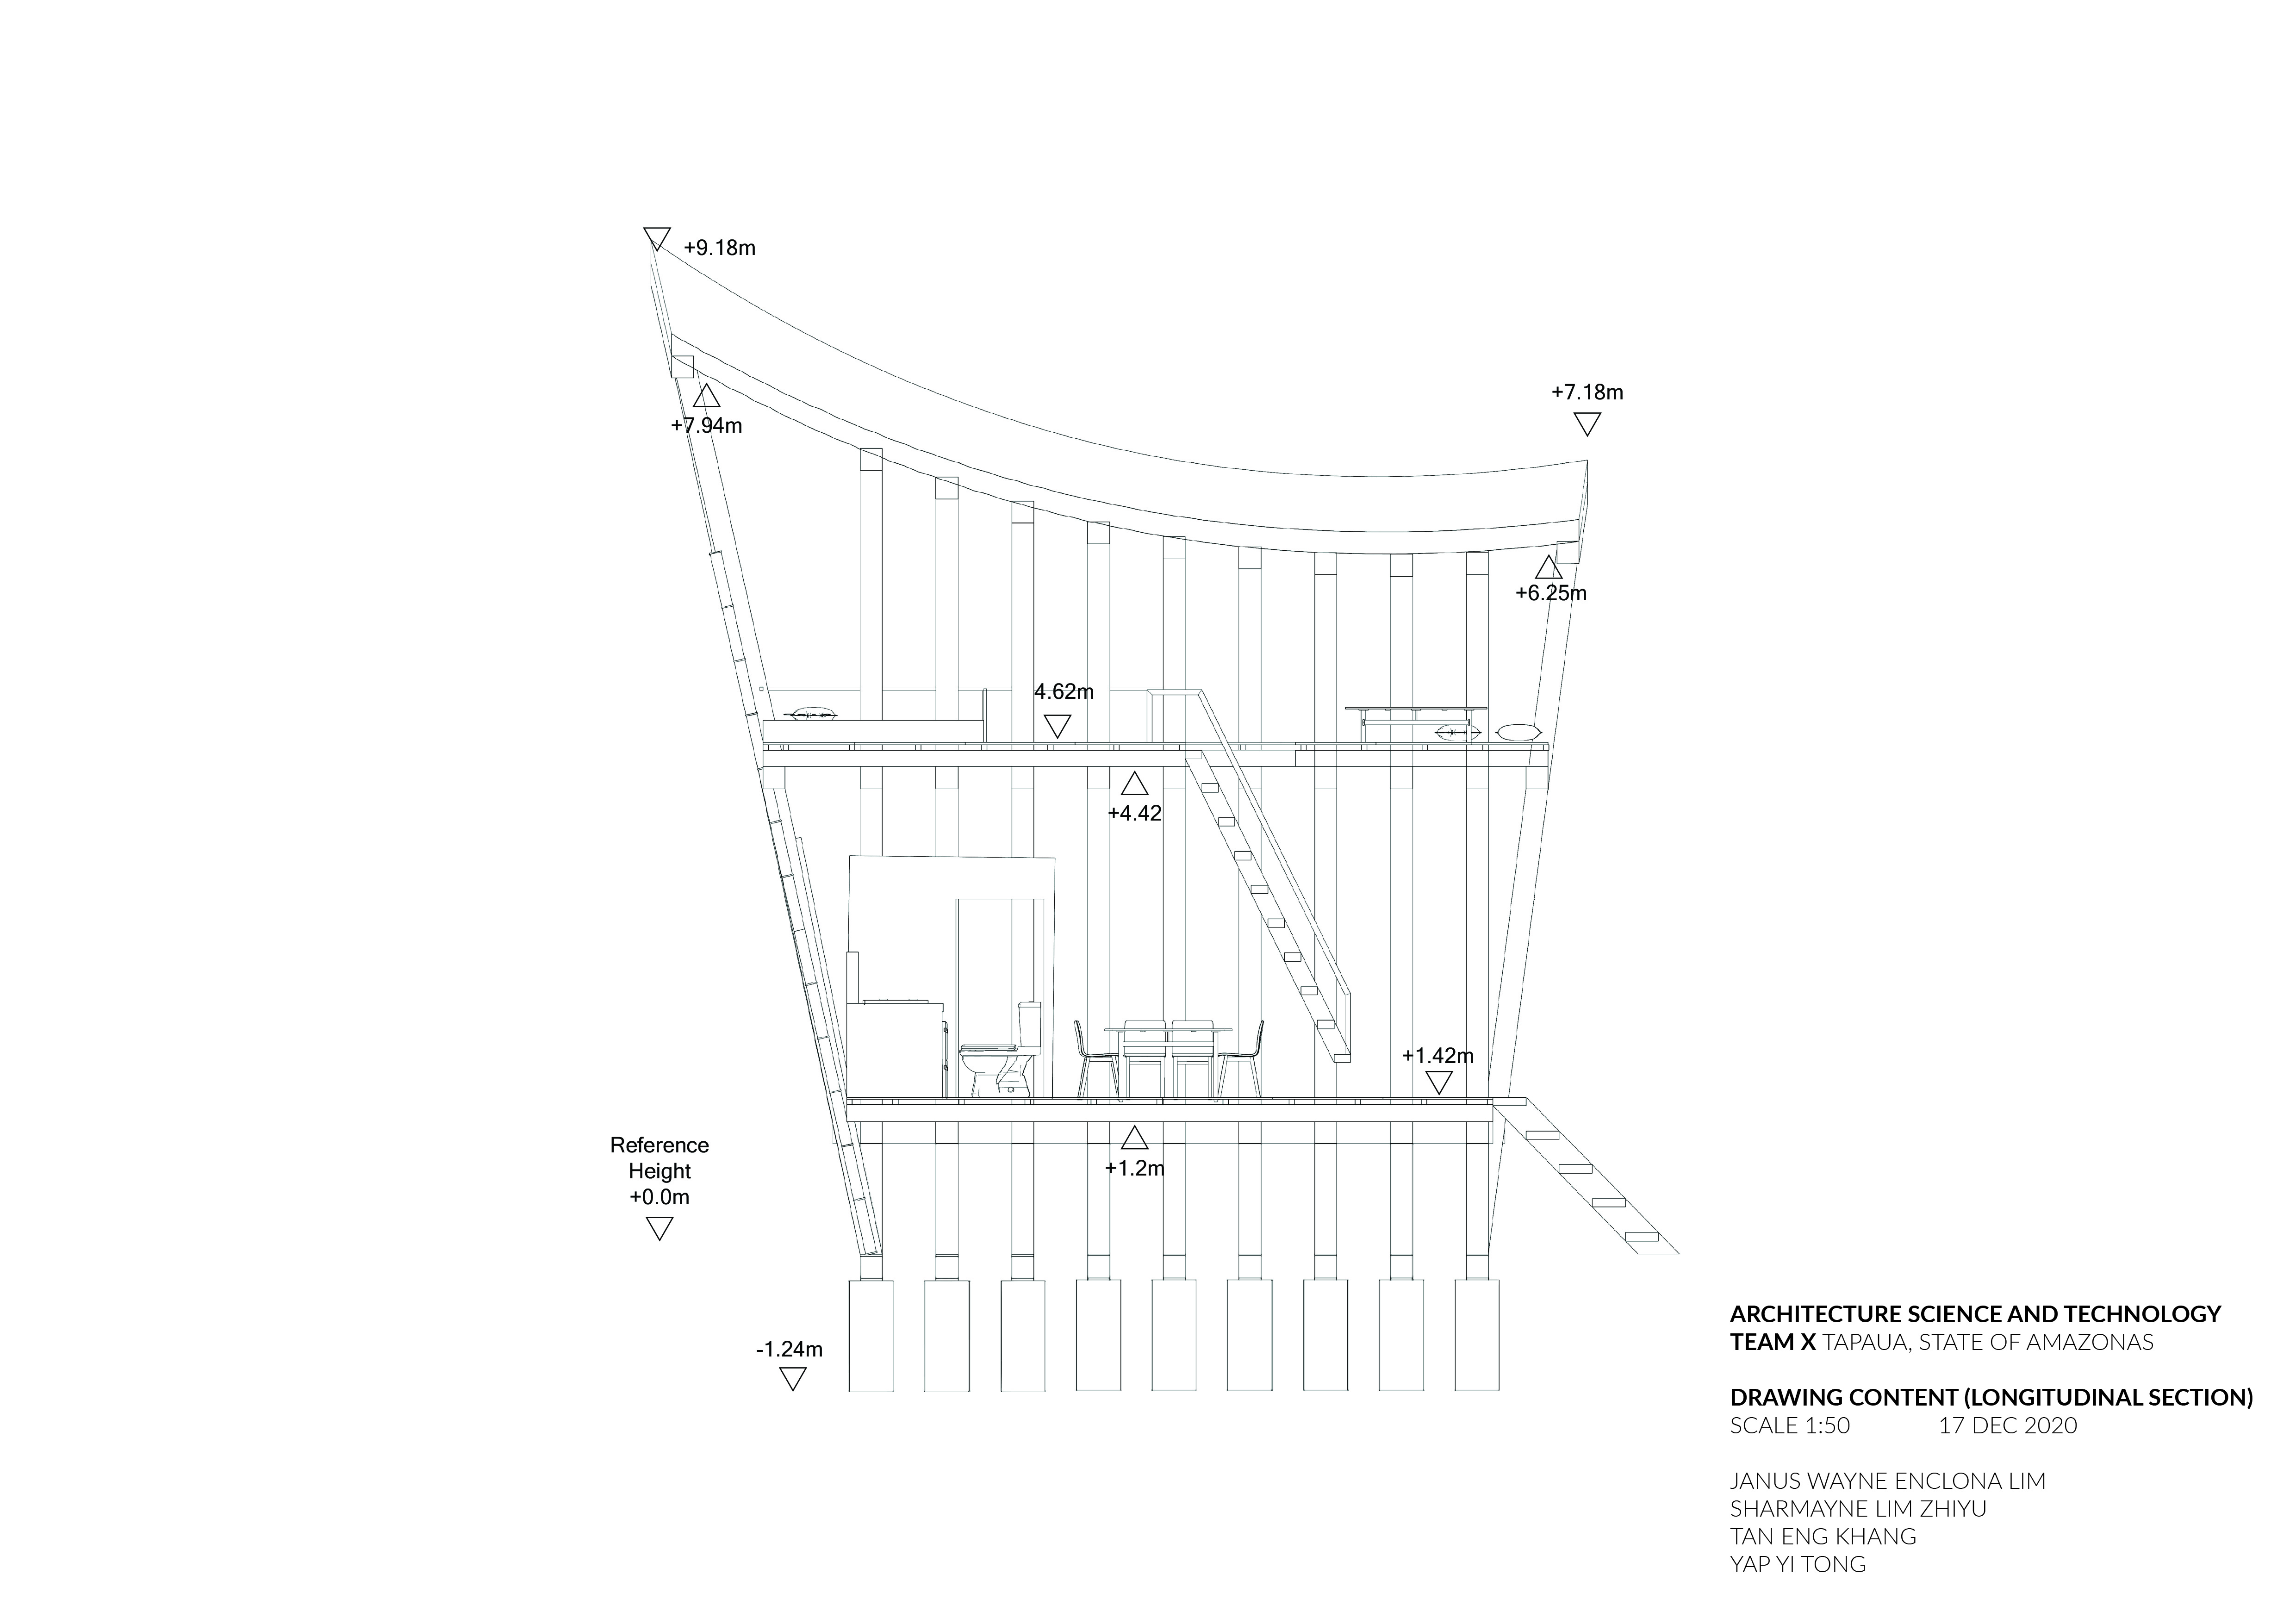 +9.18m
+7.18m
+7.94m
+6.25m
4.62m
+4.42
+1.42m
+1.2m
Reference
Height
+0.0m
-1.24m
ARCHITECTURE SCIENCE AND TECHNOLOGY
TEAM X TAPAUA, STATE OF AMAZONAS
DRAWING CONTENT (LONGITUDINAL SECTION)
SCALE 1:50 17 DEC 2020
JANUS WAYNE ENCLONA LIM
SHARMAYNE LIM ZHIYU
TAN ENG KHANG
YAP YI TONG